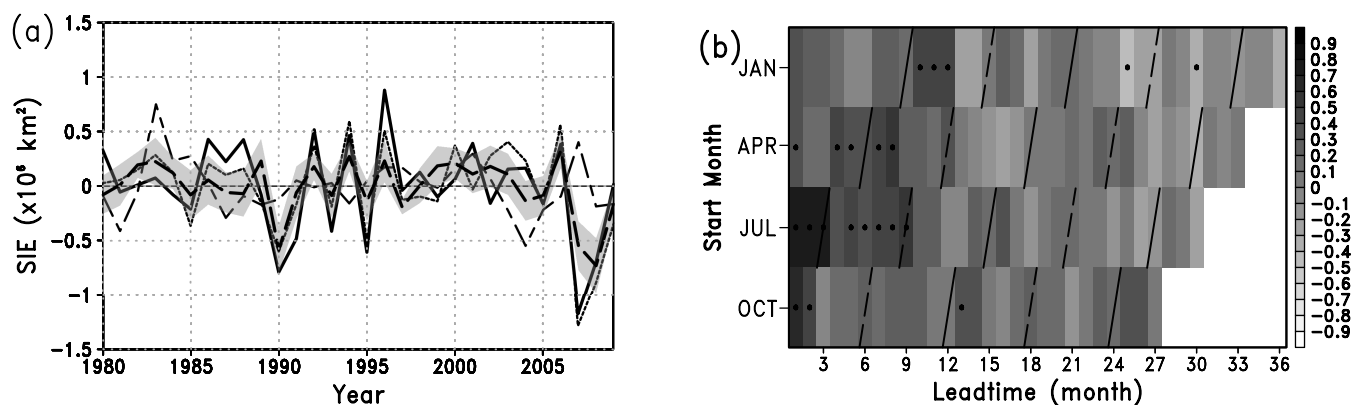 (a)
1.5
1
0.5
0
−0.5
−1
−1.5
SIE (x10⁶ km²)
1980 1985 1990 1995 2000 2005
Year
(b)
JAN
APR
JUL
OCT
Start Month
3 6 9 12 15 18 21 24 27 30 33 36
Leadtime (month)
0.9
0.8
0.7
0.6
0.5
0.4
0.3
0.2
0.1
0
−0.1
−0.2
−0.3
−0.4
−0.5
−0.6
−0.7
−0.8
−0.9